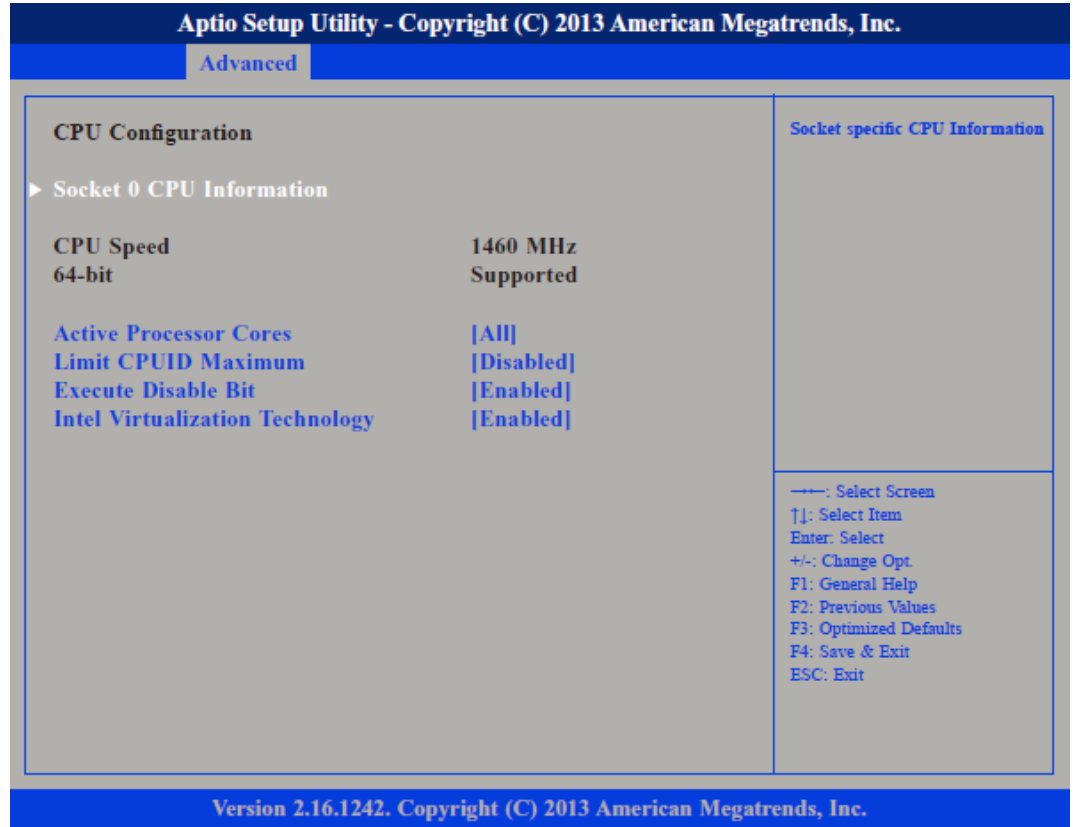 Aptio Setup Utility - Copyright (C) 2013 American Megatrends, Inc.
Advanced
CPU Configuration
Socket 0 CPU Information
CPU Speed 1460 MHz
64-bit Supported
Active Processor Cores [All]
Limit CPUID Maximum [Disabled]
Execute Disable Bit [Enabled]
Intel Virtualization Technology [Enabled]
Socket specific CPU Information
→←: Select Screen
↑↓: Select Item
Enter: Select
+/-: Change Opt.
F1: General Help
F2: Previous Values
F3: Optimized Defaults
F4: Save & Exit
ESC: Exit
Version 2.16.1242. Copyright (C) 2013 American Megatrends, Inc.